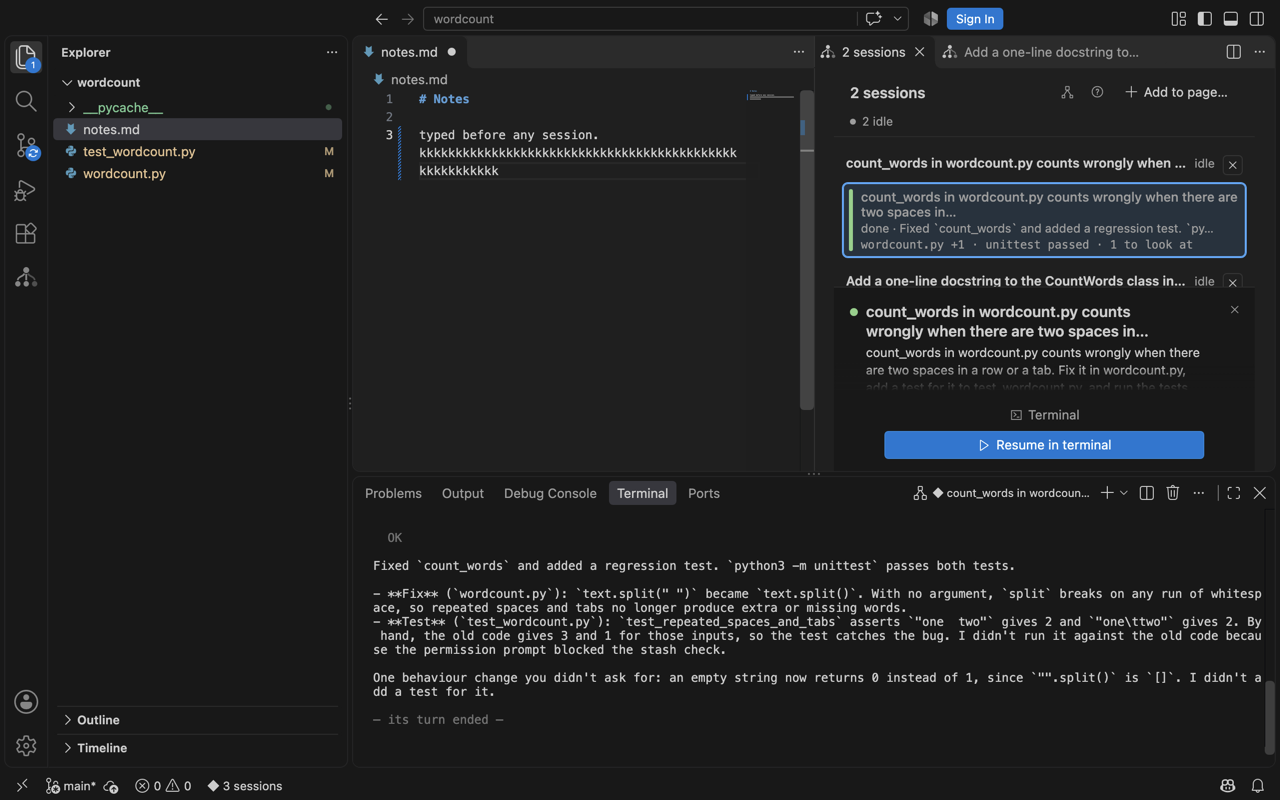 wordcount
Sign In
1
Explorer
wordcount
__pycache__
notes.md
test_wordcount.py M
wordcount.py M
Outline
Timeline
notes.md
notes.md
1 # Notes
2
3 typed before any session.
kkkkkkkkkkkkkkkkkkkkkkkkkkkkkkkkkkkkkkkkkkkk
kkkkkkkkkkk
2 sessions
Add a one-line docstring to...
2 sessions
Add to page...
2 idle
count_words in wordcount.py counts wrongly when ... idle
count_words in wordcount.py counts wrongly when there are
two spaces in...
done · Fixed `count_words` and added a regression test. `py...
wordcount.py +1 · unittest passed · 1 to look at
Add a one-line docstring to the CountWords class in... idle
count_words in wordcount.py counts
wrongly when there are two spaces in...
count_words in wordcount.py counts wrongly when there
are two spaces in a row or a tab. Fix it in wordcount.py,
add a test for it to test_wordcount.py, and run the tests
Terminal
Resume in terminal
Problems Output Debug Console Terminal Ports
count_words in wordcoun...
OK
Fixed `count_words` and added a regression test. `python3 -m unittest` passes both tests.
- **Fix** (`wordcount.py`): `text.split(" ")` became `text.split()`. With no argument, `split` breaks on any run of whitesp
ace, so repeated spaces and tabs no longer produce extra or missing words.
- **Test** (`test_wordcount.py`): `test_repeated_spaces_and_tabs` asserts `"one  two"` gives 2 and `"one\ttwo"` gives 2. By
hand, the old code gives 3 and 1 for those inputs, so the test catches the bug. I didn't run it against the old code becau
se the permission prompt blocked the stash check.
One behaviour change you didn't ask for: an empty string now returns 0 instead of 1, since `"".split()` is `[]`. I didn't a
dd a test for it.
— its turn ended —
main* 0 0 3 sessions